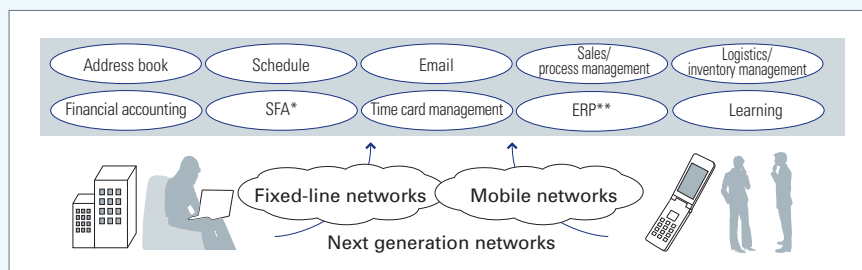 Address book
Schedule
Email
Sales/
process management
Logistics/
inventory management
Financial accounting
SFA*
Time card management
ERP**
Learning
Fixed-line networks
Mobile networks
Next generation networks